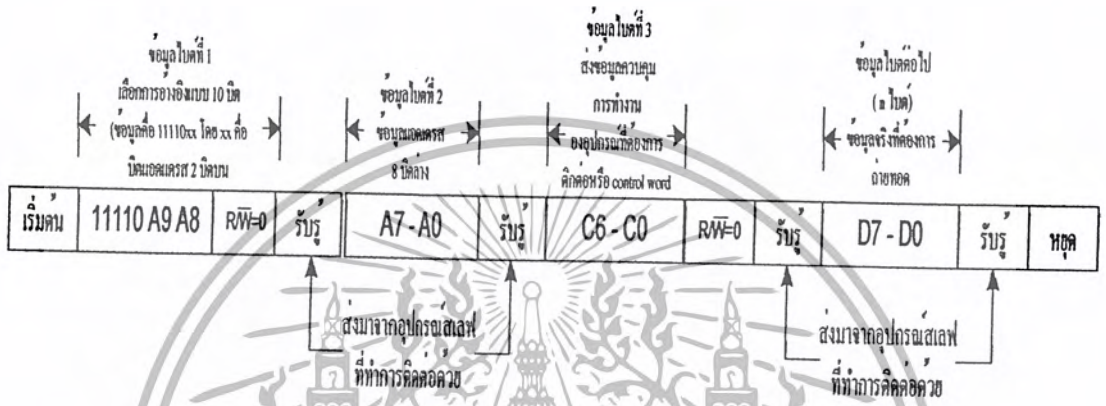 ข้อมูลไบต์ที่ 1
เลือกการอ้างอิงแบบ 10 บิต
(ข้อมูลคือ 11110xx โดย xx คือ
บิตแอดเดรส 2 บิตบน
ข้อมูลไบต์ที่ 2
ข้อมูลแอดเดรส
8 บิตล่าง
ข้อมูลไบต์ที่ 3
ส่งข้อมูลควบคุม
การทำงาน
องอุปกรณ์ที่ต้องการ
ติดต่อหรือ control word
ข้อมูลไบต์ต่อไป
(n ไบต์)
ข้อมูลจริงที่ต้องการ
ถ่ายทอด
เริ่มต้น 11110 A9 A8 R/W̅=0 รับรู้ A7 - A0 รับรู้ C6 - C0 R/W̅=0 รับรู้ D7 - D0 รับรู้ หยุด
ส่งมาจากอุปกรณ์สเลฟ
ที่ทำการติดต่อด้วย
ส่งมาจากอุปกรณ์สเลฟ
ที่ทำการติดต่อด้วย